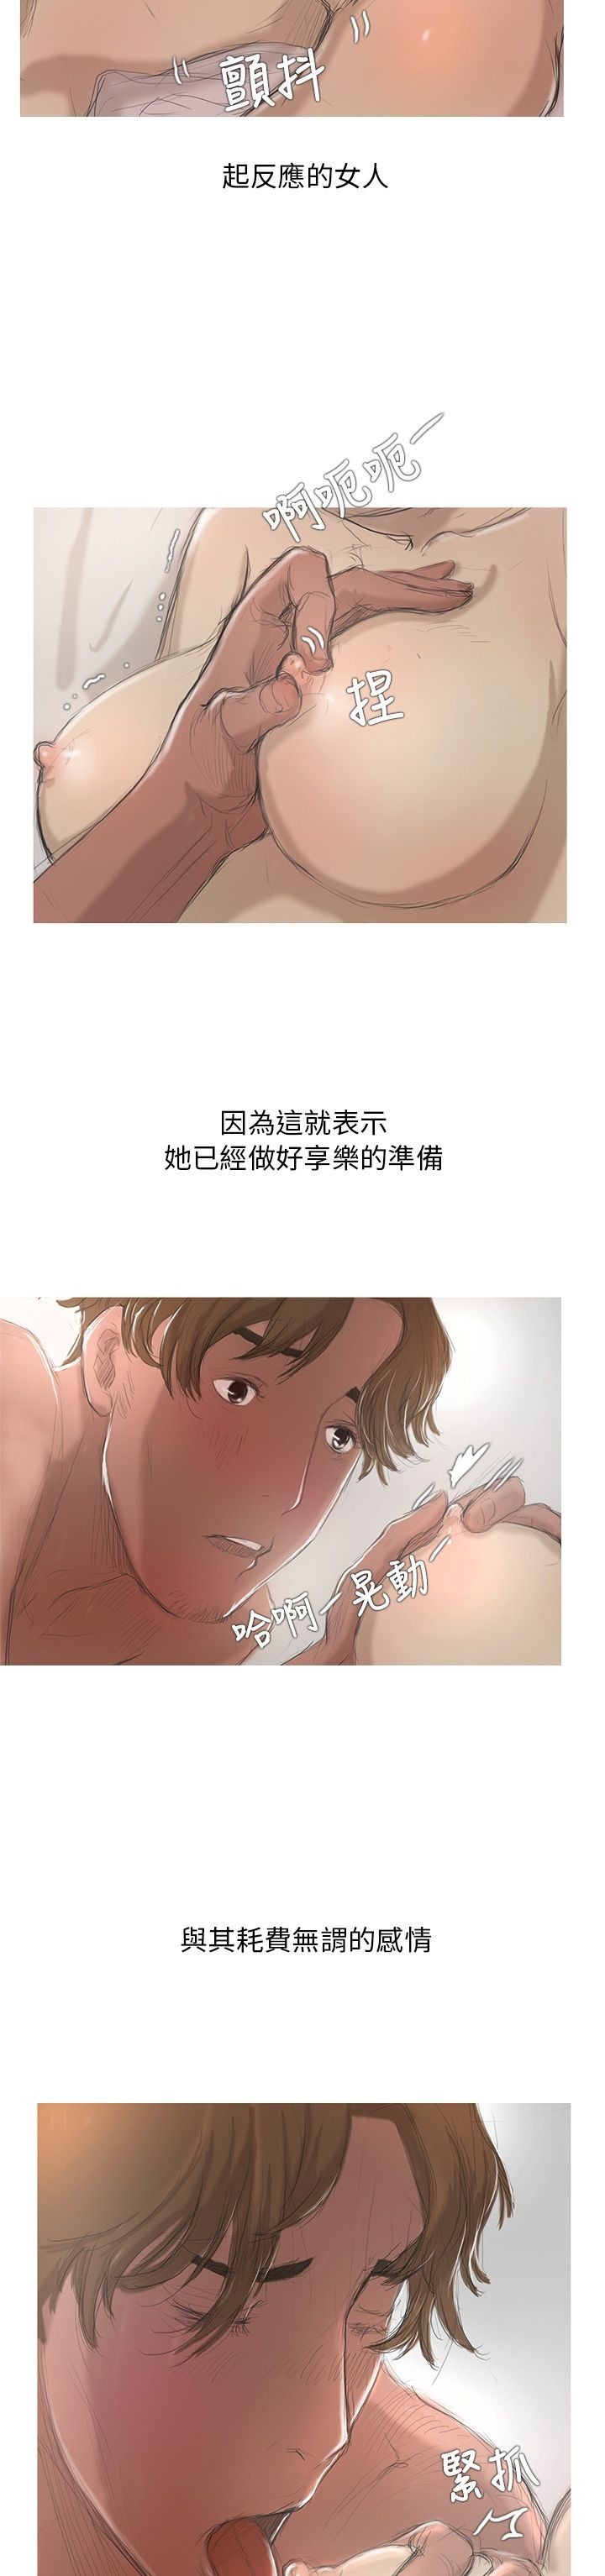 顫抖
起反應的女人
啊呃呃一
捏
因為這就表示
她已經做好享樂的準備
哈啊一晃動
與其耗費無謂的感情
緊抓